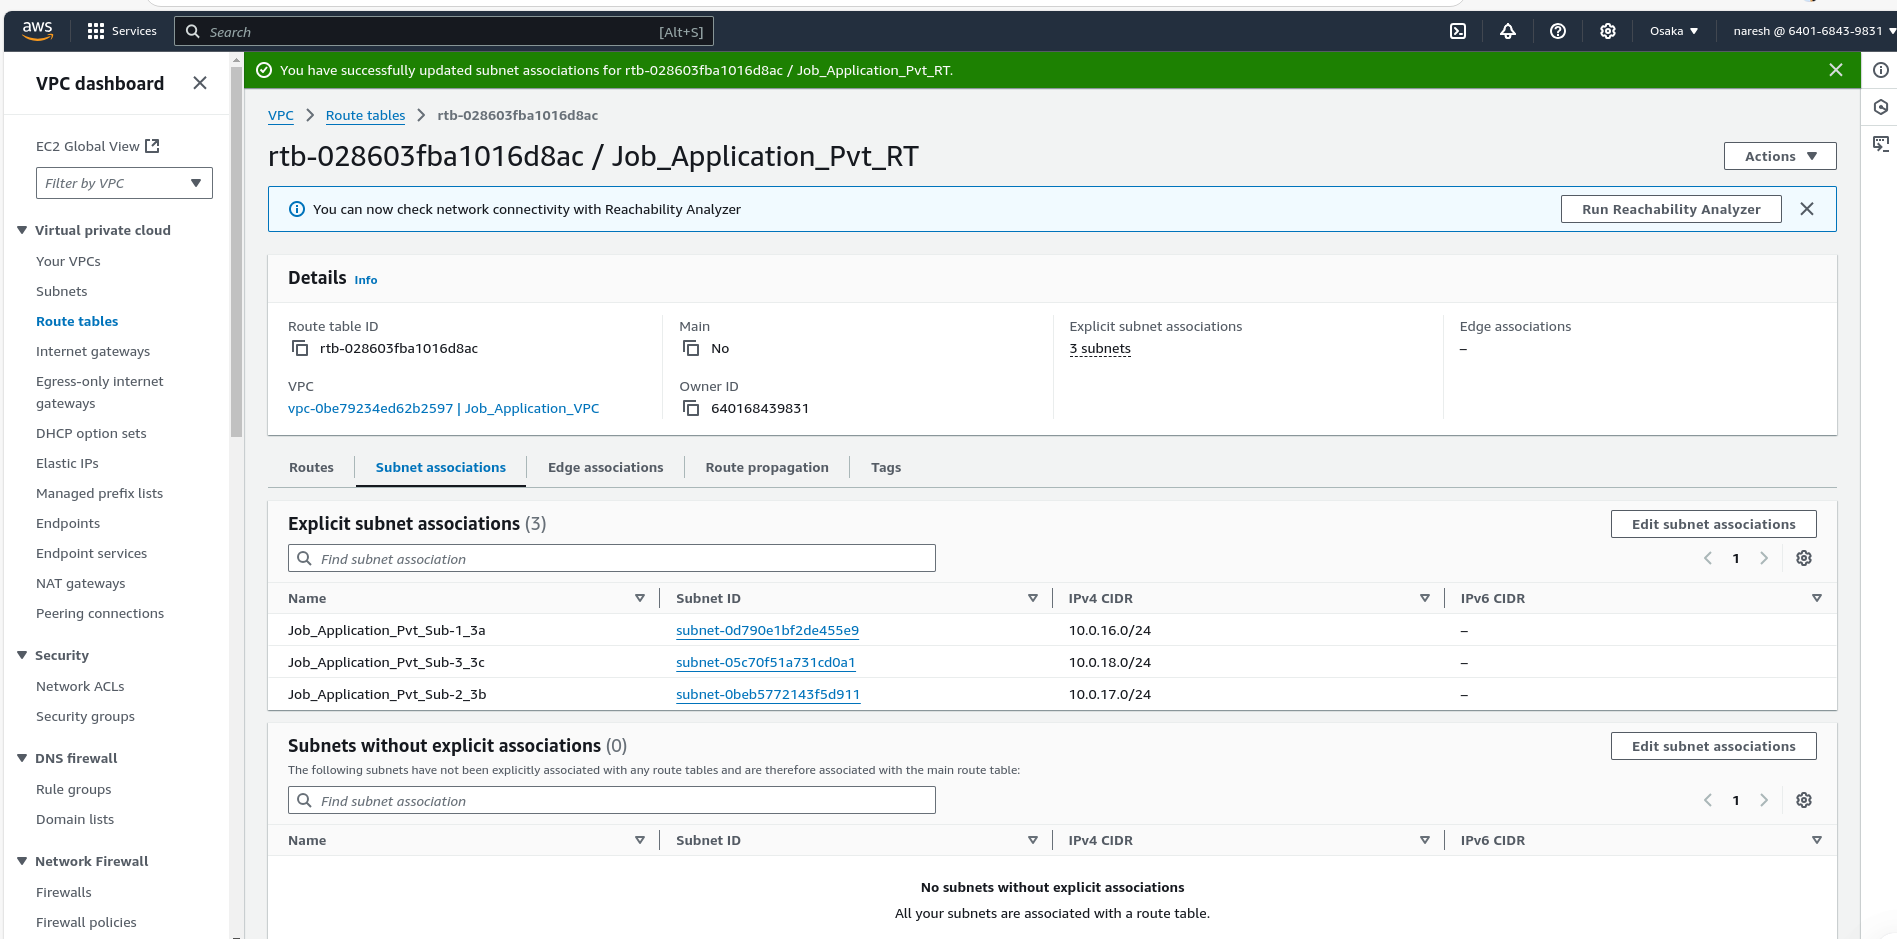 aws
Services
Search [Alt+S]
Osaka
naresh @ 6401-6843-9831
VPC dashboard
EC2 Global View
Filter by VPC
Virtual private cloud
Your VPCs
Subnets
Route tables
Internet gateways
Egress-only internet
gateways
DHCP option sets
Elastic IPs
Managed prefix lists
Endpoints
Endpoint services
NAT gateways
Peering connections
Security
Network ACLs
Security groups
DNS firewall
Rule groups
Domain lists
Network Firewall
Firewalls
Firewall policies
You have successfully updated subnet associations for rtb-028603fba1016d8ac / Job_Application_Pvt_RT.
VPC > Route tables > rtb-028603fba1016d8ac
rtb-028603fba1016d8ac / Job_Application_Pvt_RT
Actions
You can now check network connectivity with Reachability Analyzer
Run Reachability Analyzer
Details Info
Route table ID
rtb-028603fba1016d8ac
Main
No
Explicit subnet associations
3 subnets
Edge associations
–
VPC
vpc-0be79234ed62b2597 | Job_Application_VPC
Owner ID
640168439831
Routes Subnet associations Edge associations Route propagation Tags
Explicit subnet associations (3)
Edit subnet associations
Find subnet association
1
Name Subnet ID IPv4 CIDR IPv6 CIDR
Job_Application_Pvt_Sub-1_3a subnet-0d790e1bf2de455e9 10.0.16.0/24 –
Job_Application_Pvt_Sub-3_3c subnet-05c70f51a731cd0a1 10.0.18.0/24 –
Job_Application_Pvt_Sub-2_3b subnet-0beb5772143f5d911 10.0.17.0/24 –
Subnets without explicit associations (0)
Edit subnet associations
The following subnets have not been explicitly associated with any route tables and are therefore associated with the main route table:
Find subnet association
1
Name Subnet ID IPv4 CIDR IPv6 CIDR
No subnets without explicit associations
All your subnets are associated with a route table.